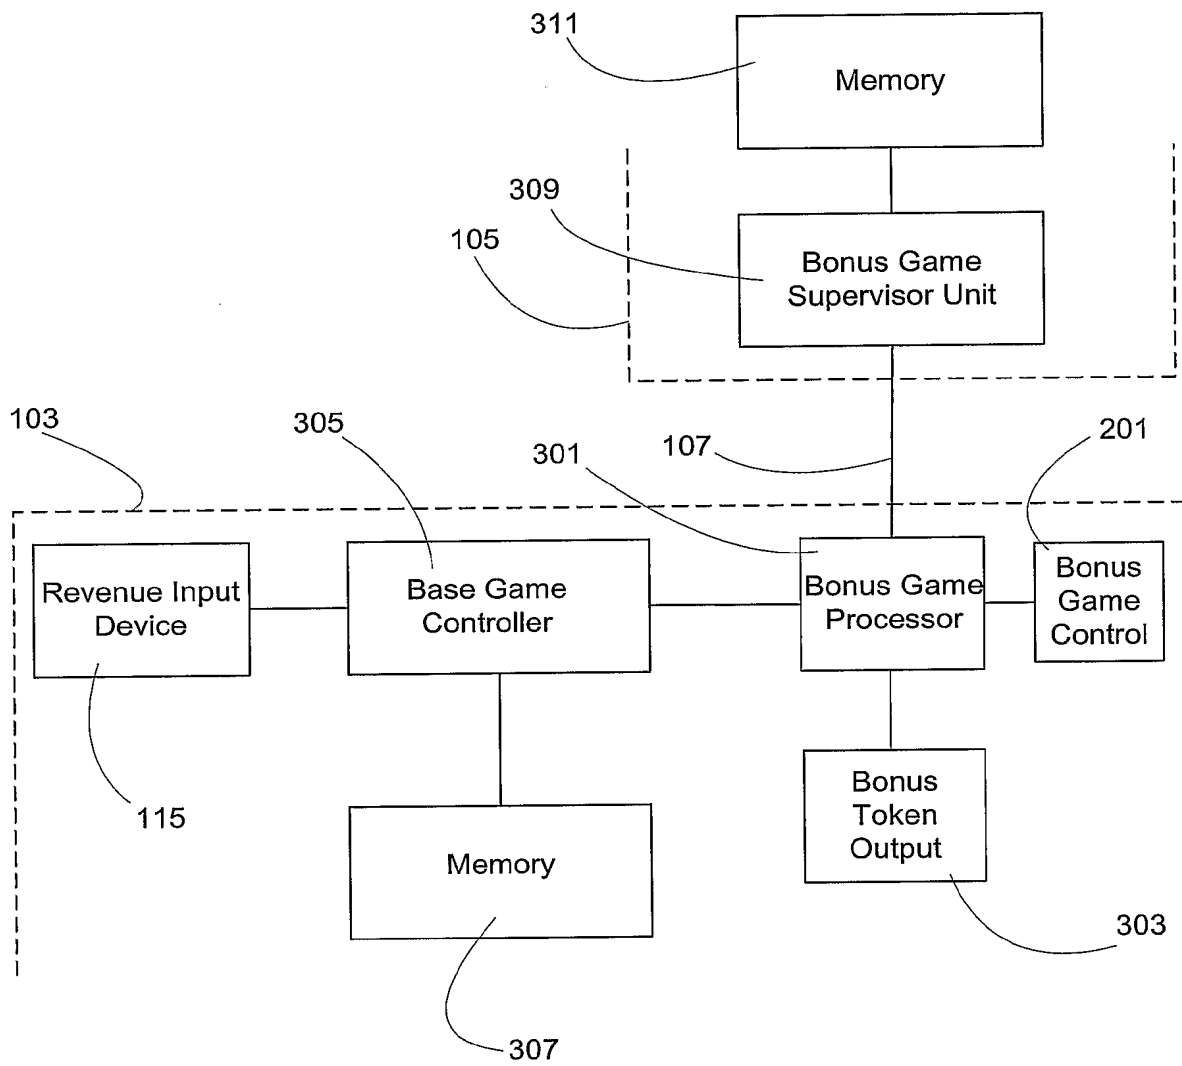 311
Memory
309
105
Bonus Game
Supervisor Unit
103
305
301
107
201
Revenue Input
Device
Base Game
Controller
Bonus Game
Processor
Bonus
Game
Control
115
Memory
Bonus
Token
Output
303
307